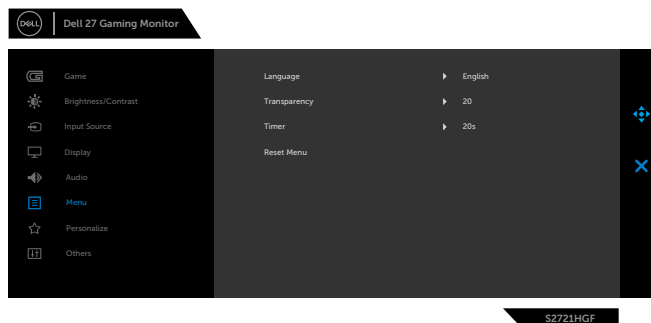 DELL
Dell 27 Gaming Monitor
Game
Language
English
Brightness/Contrast
Transparency
20
Input Source
Timer
20s
Display
Reset Menu
Audio
Menu
Personalize
Others
S2721HGF